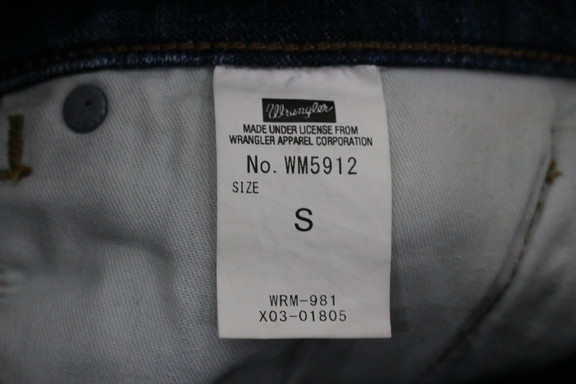 Wrangler
MADE UNDER LICENSE FROM
WRANGLER APPAREL CORPORATION
No. WM5912
SIZE
S
WRM-981
X03-01805